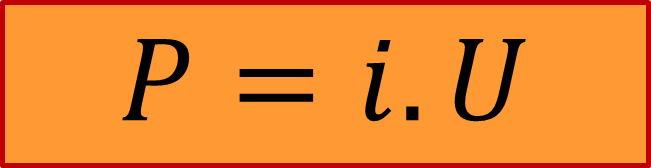 P = i.U